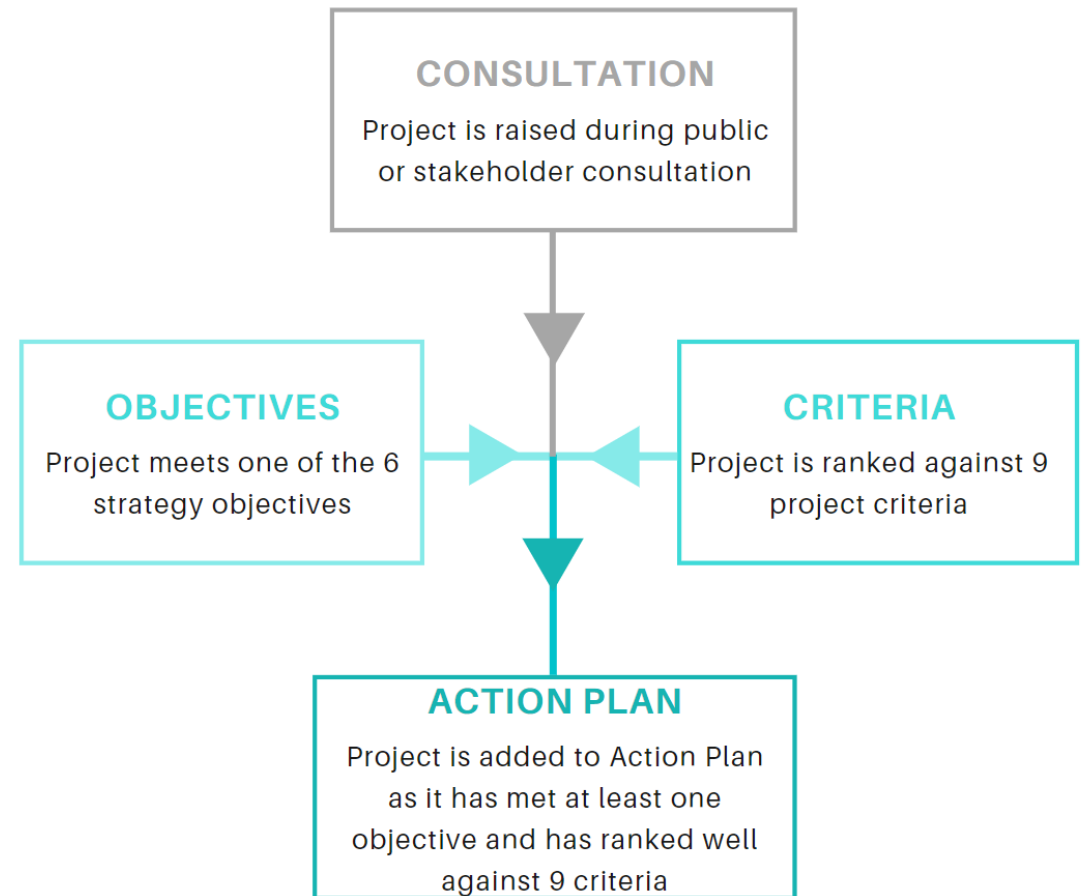 CONSULTATION
Project is raised during public
or stakeholder consultation
OBJECTIVES
Project meets one of the 6
strategy objectives
CRITERIA
Project is ranked against 9
project criteria
ACTION PLAN
Project is added to Action Plan
as it has met at least one
objective and has ranked well
against 9 criteria